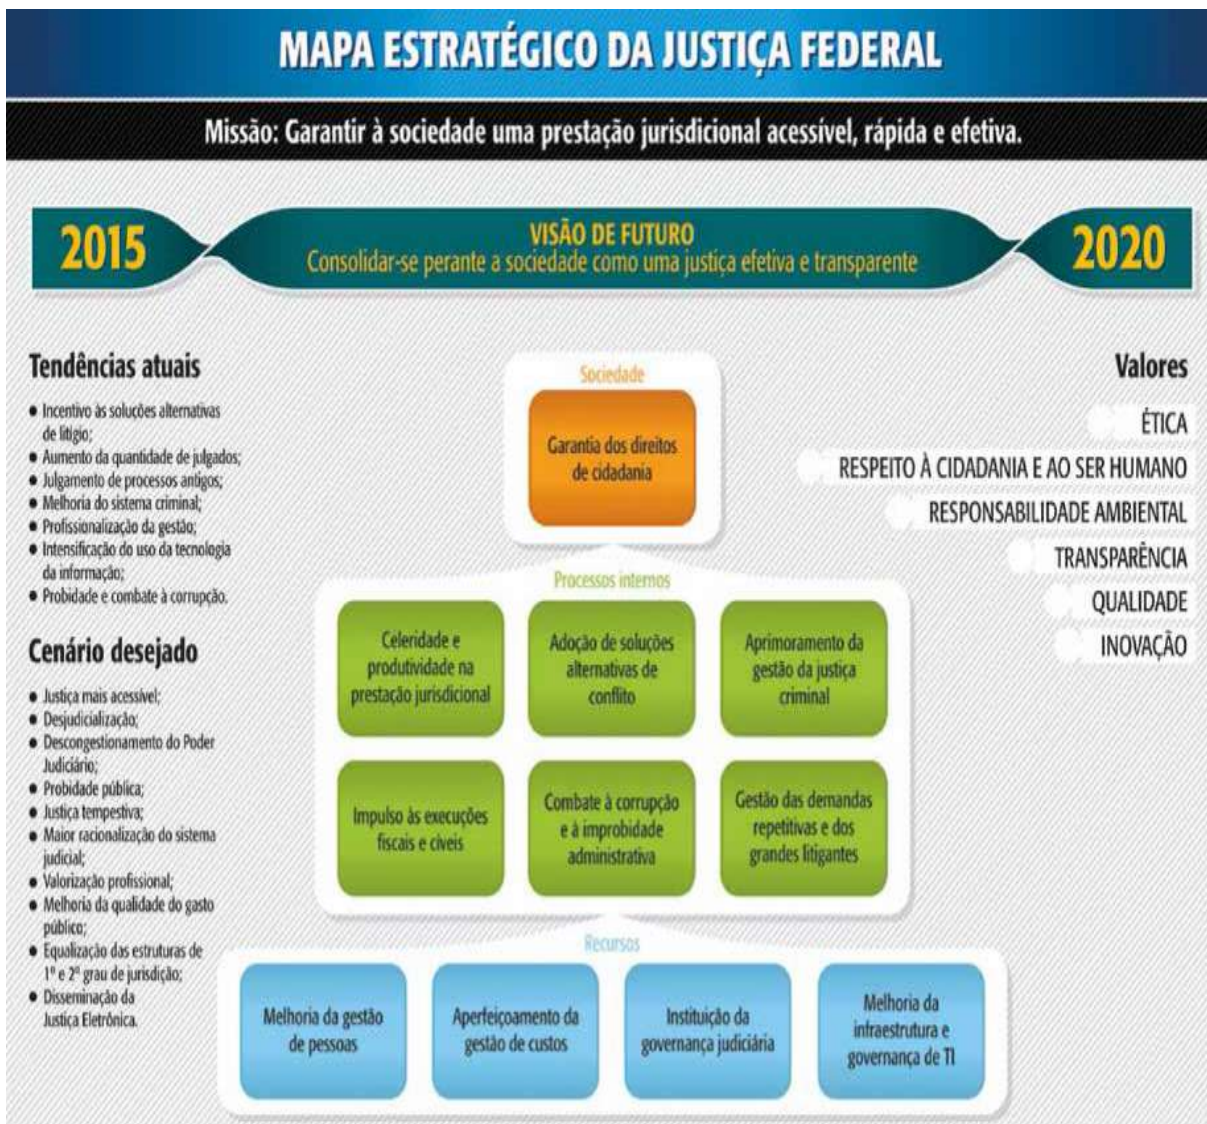 MAPA ESTRATÉGICO DA JUSTIÇA FEDERAL
Missão: Garantir à sociedade uma prestação jurisdicional acessível, rápida e efetiva.
2015
VISÃO DE FUTURO
Consolidar-se perante a sociedade como uma justiça efetiva e transparente
2020
Tendências atuais
● Incentivo às soluções alternativas
de litígio;
● Aumento da quantidade de julgados;
● Julgamento de processos antigos;
● Melhoria do sistema criminal;
● Profissionalização da gestão;
● Intensificação do uso da tecnologia
da informação;
● Probidade e combate à corrupção.
Cenário desejado
● Justiça mais acessível;
● Desjudicialização;
● Descongestionamento do Poder
Judiciário;
● Probidade pública;
● Justiça tempestiva;
● Maior racionalização do sistema
judicial;
● Valorização profissional;
● Melhoria da qualidade do gasto
público;
● Equalização das estruturas de
1º e 2º grau de jurisdição;
● Disseminação da
Justiça Eletrônica.
Sociedade
Garantia dos direitos
de cidadania
Processos internos
Celeridade e
produtividade na
prestação jurisdicional
Adoção de soluções
alternativas de
conflito
Aprimoramento da
gestão da justiça
criminal
Impulso às execuções
fiscais e cíveis
Combate à corrupção
e à improbidade
administrativa
Gestão das demandas
repetitivas e dos
grandes litigantes
Recursos
Melhoria da gestão
de pessoas
Aperfeiçoamento da
gestão de custos
Instituição da
governança judiciária
Melhoria da
infraestrutura e
governança de TI
Valores
ÉTICA
RESPEITO À CIDADANIA E AO SER HUMANO
RESPONSABILIDADE AMBIENTAL
TRANSPARÊNCIA
QUALIDADE
INOVAÇÃO